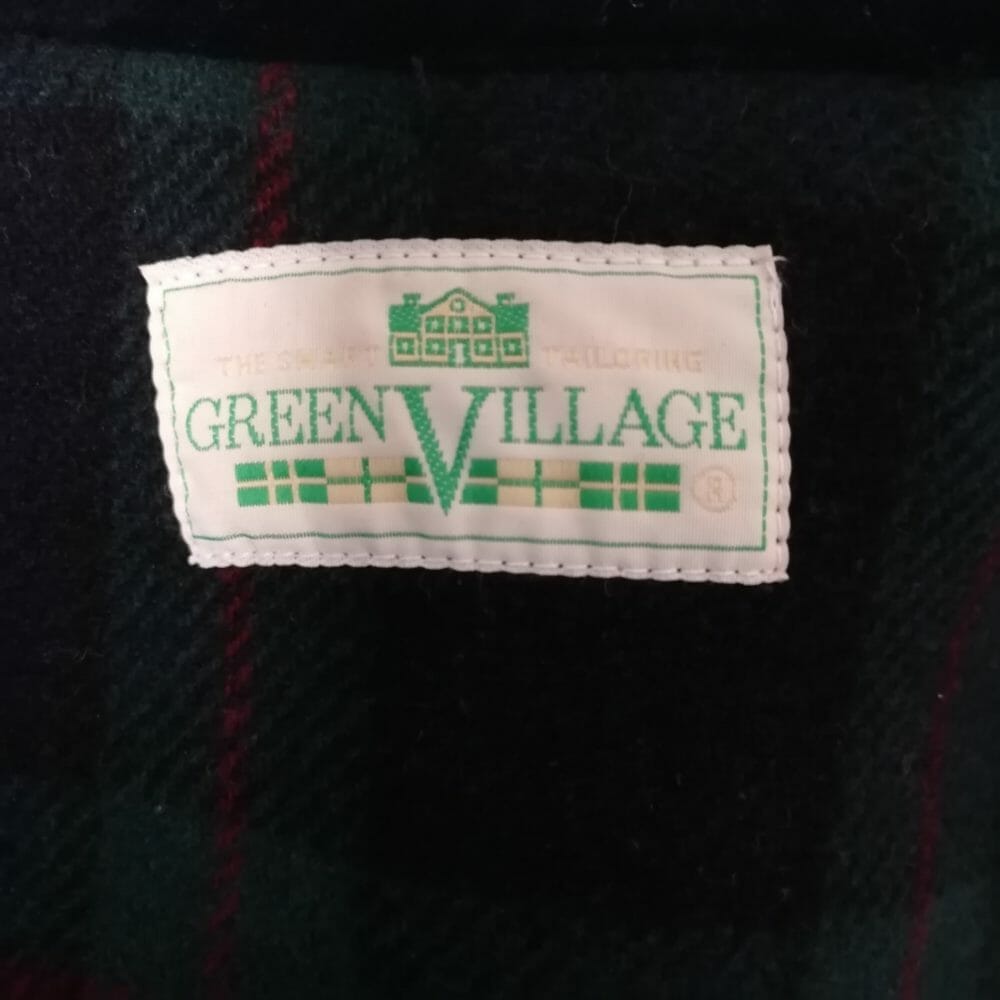 THE SMART TAILORING
GREEN VILLAGE
®